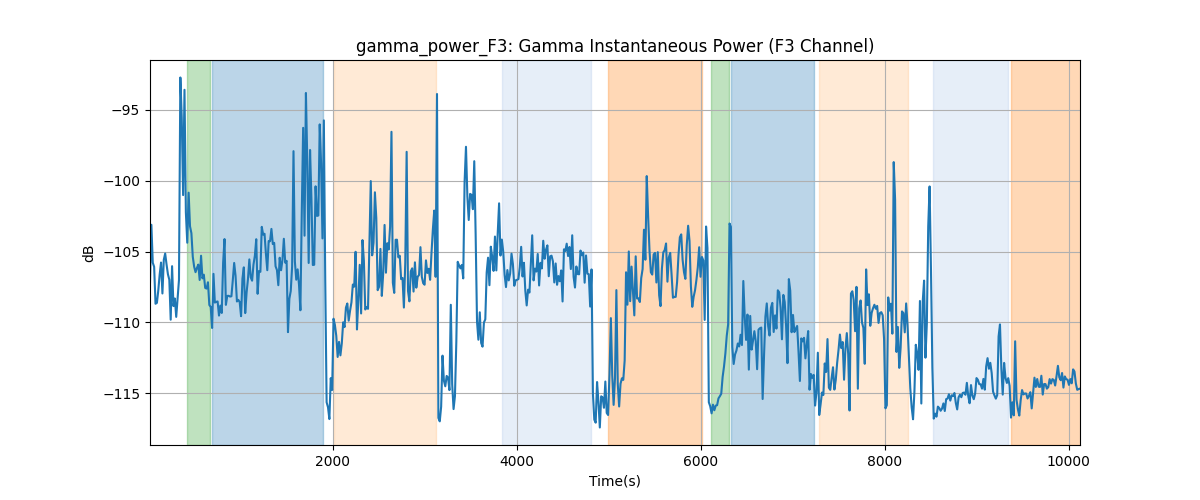 gamma_power_F3: Gamma Instantaneous Power (F3 Channel)
−95
−100
−105
−110
−115
dB
2000 4000 6000 8000 10000
Time(s)